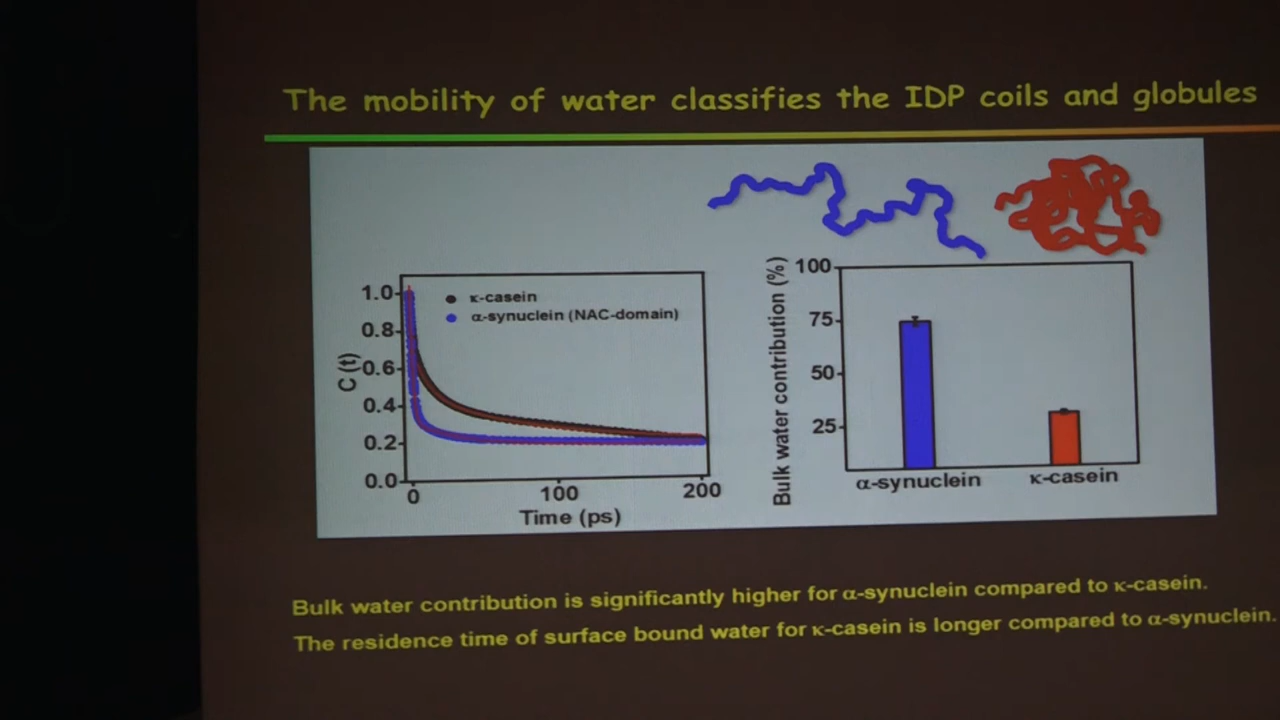 The mobility of water classifies the IDP coils and globules
κ-casein
α-synuclein (NAC-domain)
1.0
0.8
0.6
0.4
0.2
0.0
C (t)
0 100 200
Time (ps)
Bulk water contribution (%)
100
75
50
25
α-synuclein κ-casein
Bulk water contribution is significantly higher for α-synuclein compared to κ-casein.
The residence time of surface bound water for κ-casein is longer compared to α-synuclein.